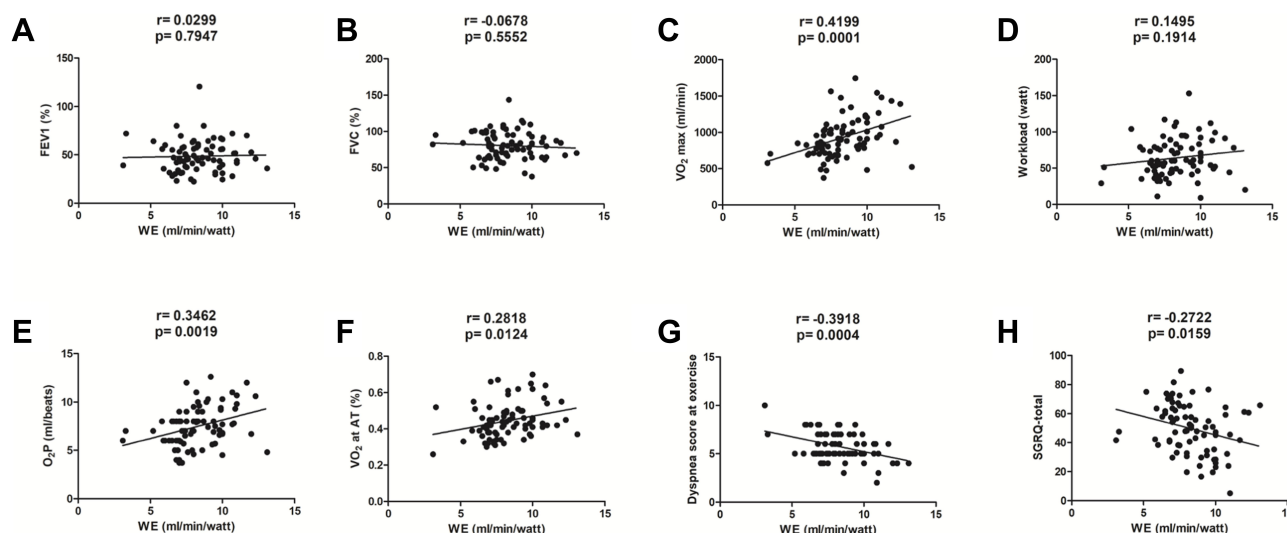 A
r= 0.0299
p= 0.7947
FEV1 (%)
150
100
50
0
0
5
10
15
WE (ml/min/watt)
B
r= -0.0678
p= 0.5552
FVC (%)
200
150
100
50
0
0
5
10
15
WE (ml/min/watt)
C
r= 0.4199
p= 0.0001
VO2 max (ml/min)
2000
1500
1000
500
0
0
5
10
15
WE (ml/min/watt)
D
r= 0.1495
p= 0.1914
Workload (watt)
200
150
100
50
0
0
5
10
15
WE (ml/min/watt)
E
r= 0.3462
p= 0.0019
O2P (ml/beats)
15
10
5
0
0
5
10
15
WE (ml/min/watt)
F
r= 0.2818
p= 0.0124
VO2 at AT (%)
0.8
0.6
0.4
0.2
0.0
0
5
10
15
WE (ml/min/watt)
G
r= -0.3918
p= 0.0004
Dyspnea score at exercise
15
10
5
0
0
5
10
15
WE (ml/min/watt)
H
r= -0.2722
p= 0.0159
SGRQ-total
100
80
60
40
20
0
0
5
10
WE (ml/min/watt)